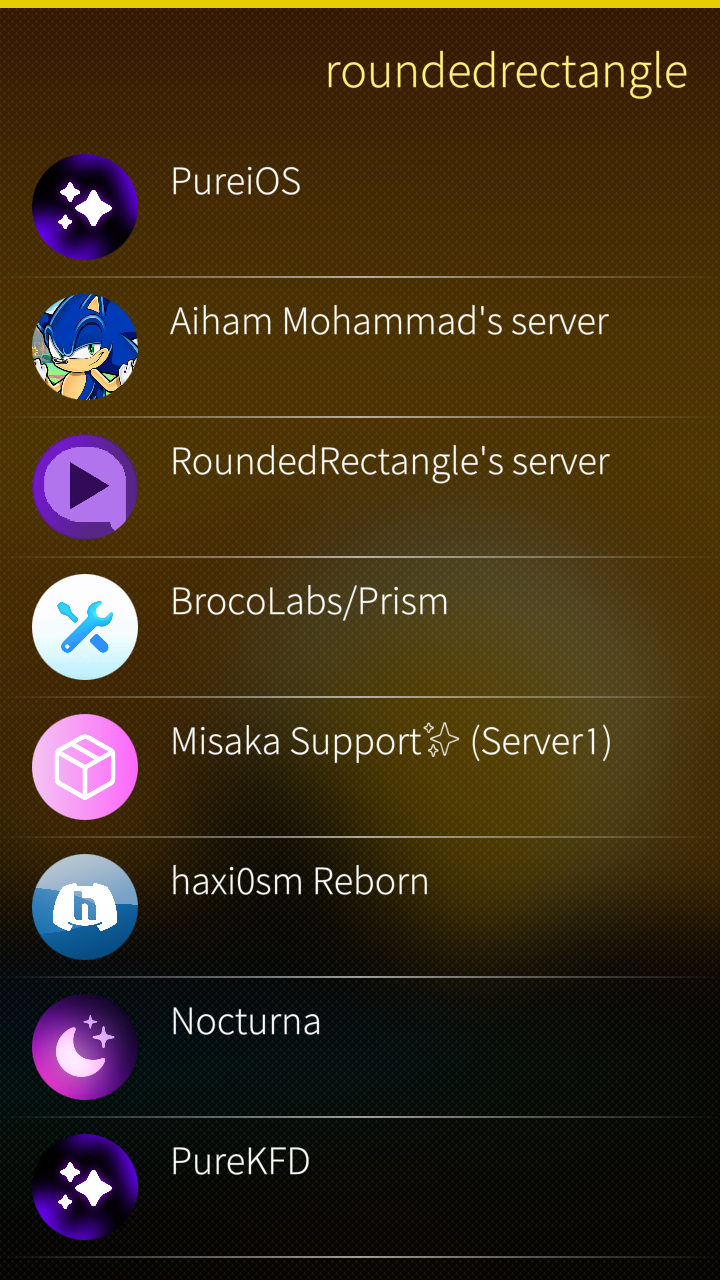 roundedrectangle
PureiOS
Aiham Mohammad's server
RoundedRectangle's server
BrocoLabs/Prism
Misaka Support✨ (Server1)
haxi0sm Reborn
h
Nocturna
PureKFD